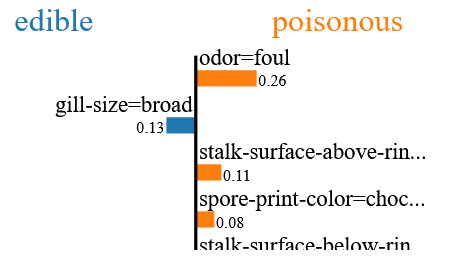 edible poisonous
odor=foul
0.26
gill-size=broad
0.13
stalk-surface-above-rin...
0.11
spore-print-color=choc...
0.08
stalk-surface-below-rin